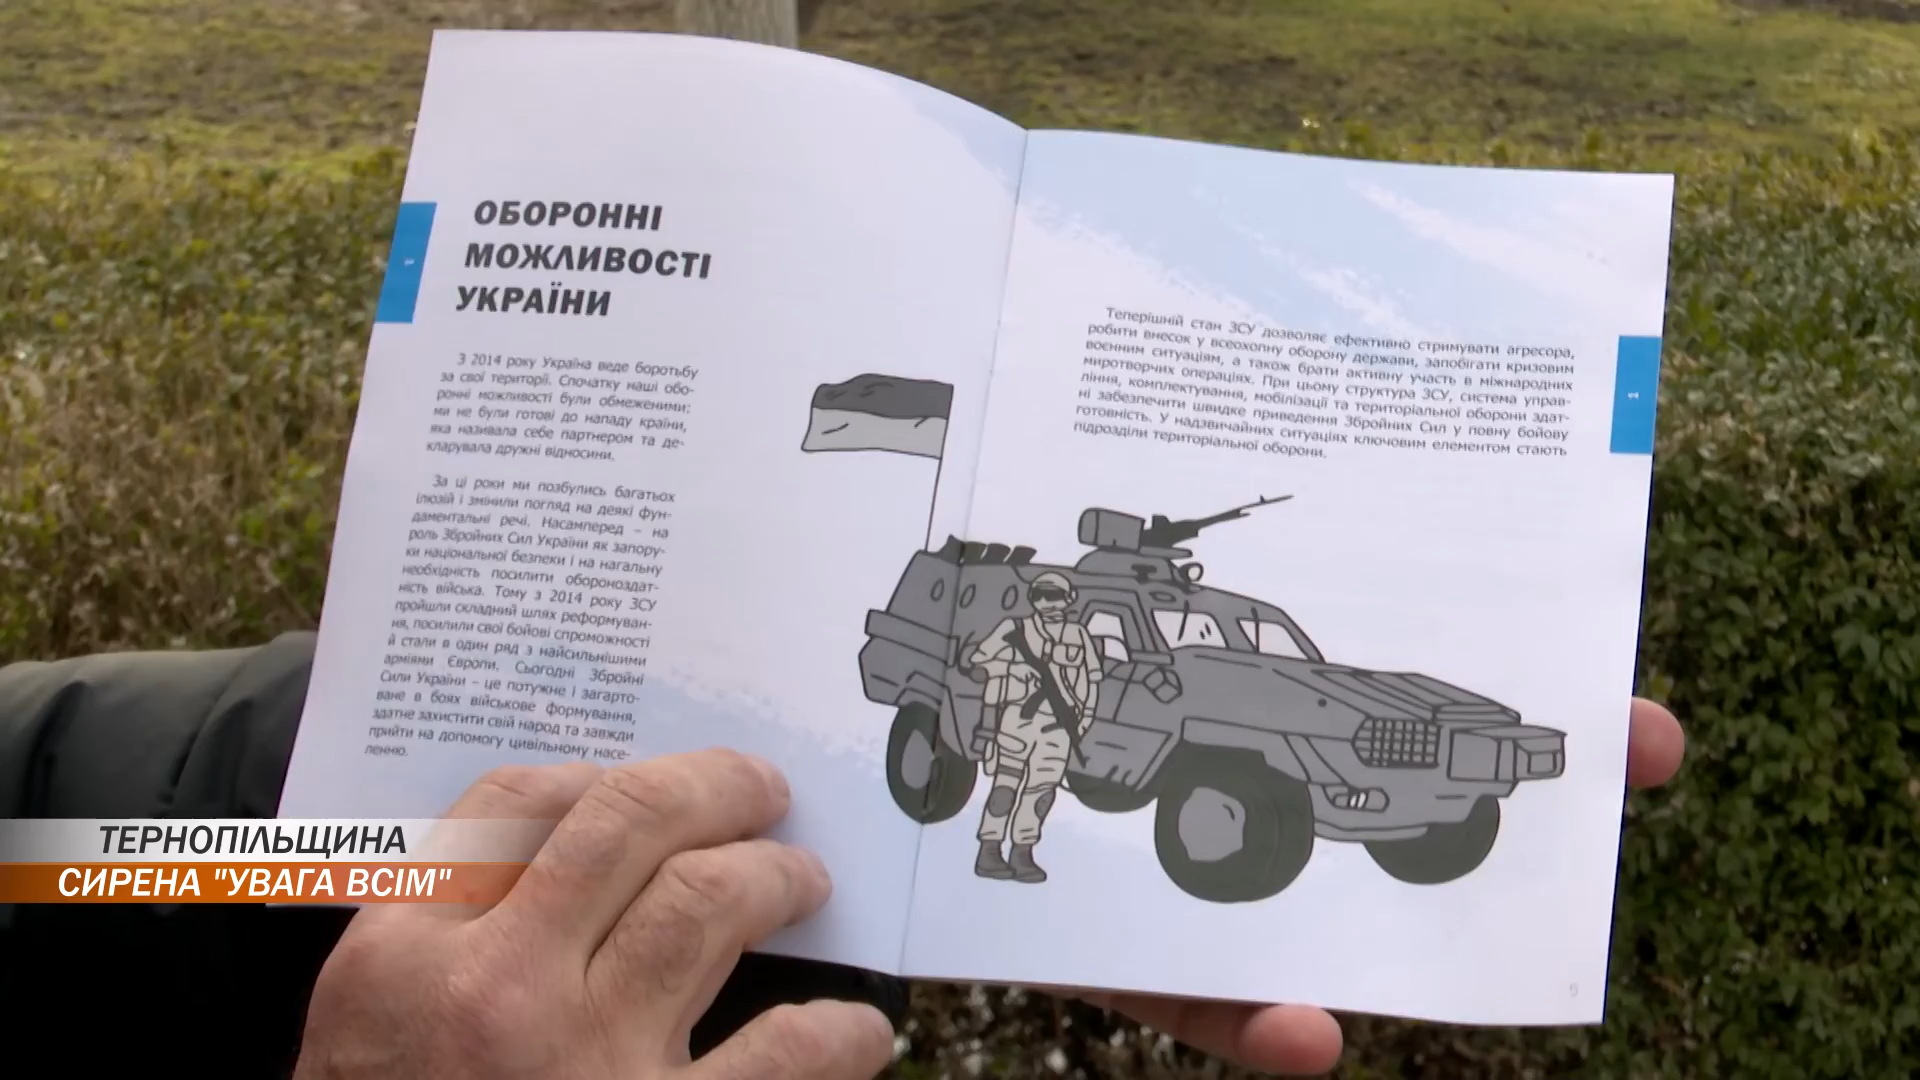 ОБОРОННІ
МОЖЛИВОСТІ
УКРАЇНИ
З 2014 року Україна веде боротьбу
за свої території. Спочатку наші обо-
ронні можливості були обмеженими;
ми не були готові до нападу країни,
яка називала себе партнером та де-
кларувала дружні відносини.
За ці роки ми позбулись багатьох
ілюзій і змінили погляд на деякі фун-
даментальні речі. Насамперед – на
роль Збройних Сил України як запору-
ки національної безпеки і на нагальну
необхідність посилити обороноздат-
ність війська. Тому з 2014 року ЗСУ
пройшли складний шлях реформуван-
ня, посилили свої бойові спроможності
й стали в один ряд з найсильнішими
арміями Європи. Сьогодні Збройні
Сили України – це потужне і загарто-
ване в боях військове формування,
здатне захистити свій народ та завжди
прийти на допомогу цивільному насе-
ленню.
Теперішній стан ЗСУ дозволяє ефективно стримувати агресора,
робити внесок у всеохопну оборону держави, запобігати кризовим
воєнним ситуаціям, а також брати активну участь в міжнародних
миротворчих операціях. При цьому структура ЗСУ, система управ-
ління, комплектування, мобілізації та територіальної оборони здат-
ні забезпечити швидке приведення Збройних Сил у повну бойову
готовність. У надзвичайних ситуаціях ключовим елементом стають
підрозділи територіальної оборони.
1
1
5
ТЕРНОПІЛЬЩИНА
СИРЕНА "УВАГА ВСІМ"